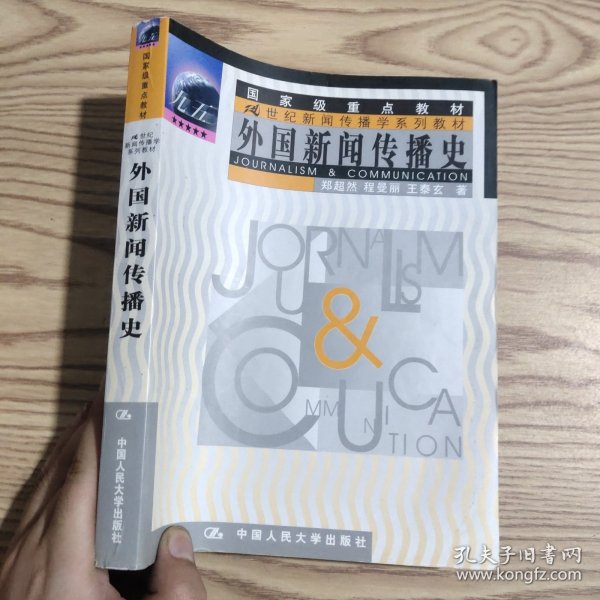 九五
国家级重点教材
21世纪
新闻传播学
系列教材
外国新闻传播史
中国人民大学出版社
九五
国家级重点教材
21世纪新闻传播学系列教材
外国新闻传播史
JOURNALISM & COMMUNICATION
郑超然 程曼丽 王泰玄 著
JOURNALISM
&
COMMUNICATION
中国人民大学出版社
孔夫子旧书网
www.kongfz.com